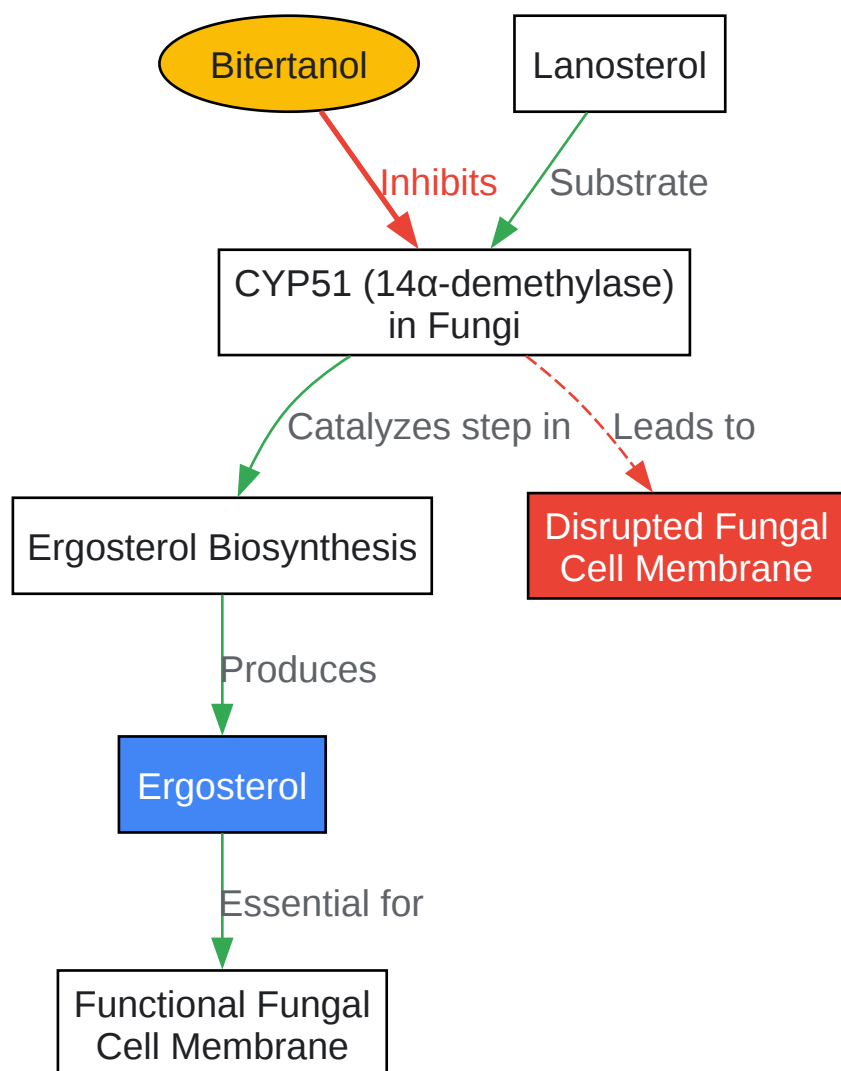 Bitertanol
Lanosterol
Inhibits
Substrate
CYP51 (14α-demethylase)
in Fungi
Catalyzes step in
Leads to
Ergosterol Biosynthesis
Disrupted Fungal
Cell Membrane
Produces
Ergosterol
Essential for
Functional Fungal
Cell Membrane